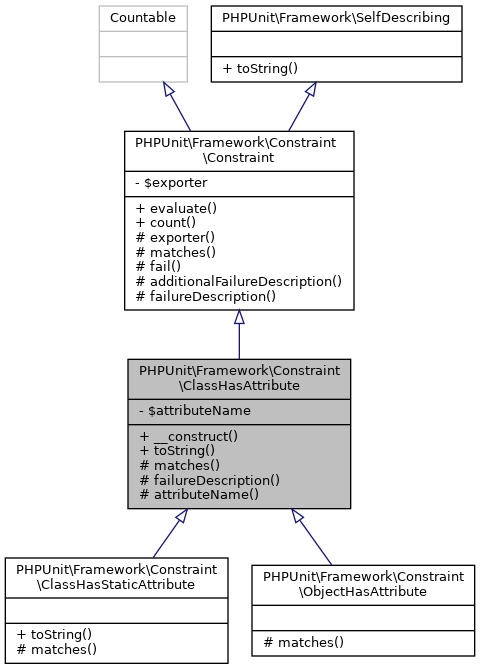 Countable
PHPUnit\Framework\SelfDescribing
+ toString()
PHPUnit\Framework\Constraint
\Constraint
- $exporter
+ evaluate()
+ count()
# exporter()
# matches()
# fail()
# additionalFailureDescription()
# failureDescription()
PHPUnit\Framework\Constraint
\ClassHasAttribute
- $attributeName
+ __construct()
+ toString()
# matches()
# failureDescription()
# attributeName()
PHPUnit\Framework\Constraint
\ClassHasStaticAttribute
+ toString()
# matches()
PHPUnit\Framework\Constraint
\ObjectHasAttribute
# matches()